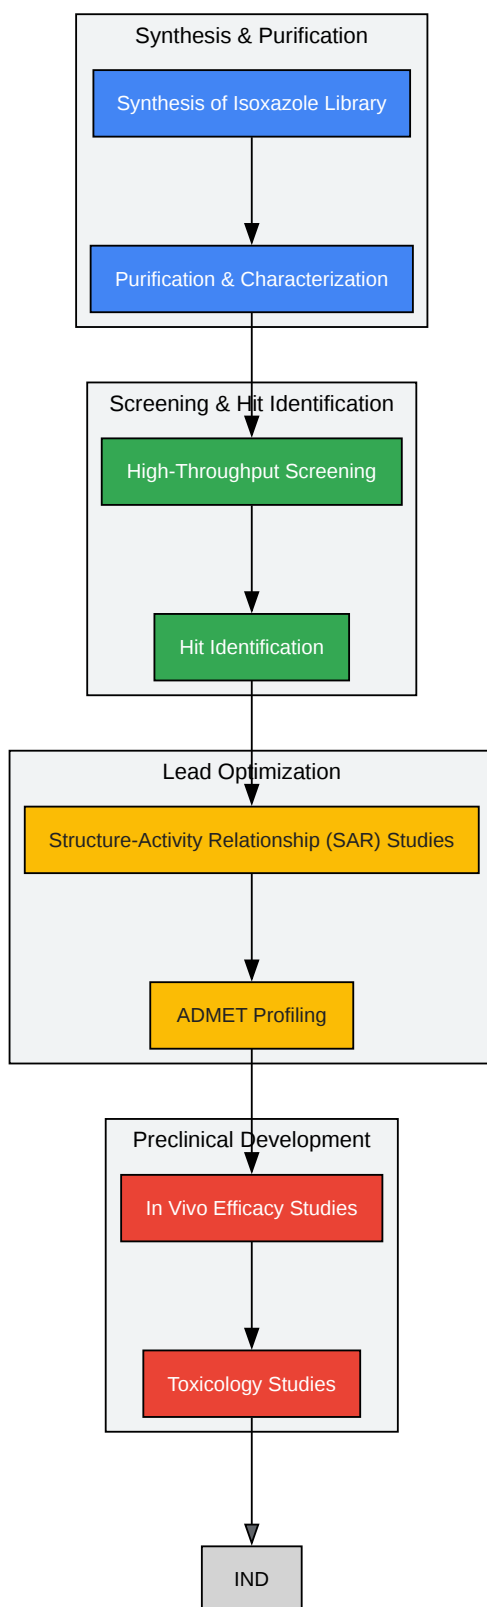 Synthesis & Purification
Synthesis of Isoxazole Library
Purification & Characterization
Screening & Hit Identification
High-Throughput Screening
Hit Identification
Lead Optimization
Structure-Activity Relationship (SAR) Studies
ADMET Profiling
Preclinical Development
In Vivo Efficacy Studies
Toxicology Studies
IND